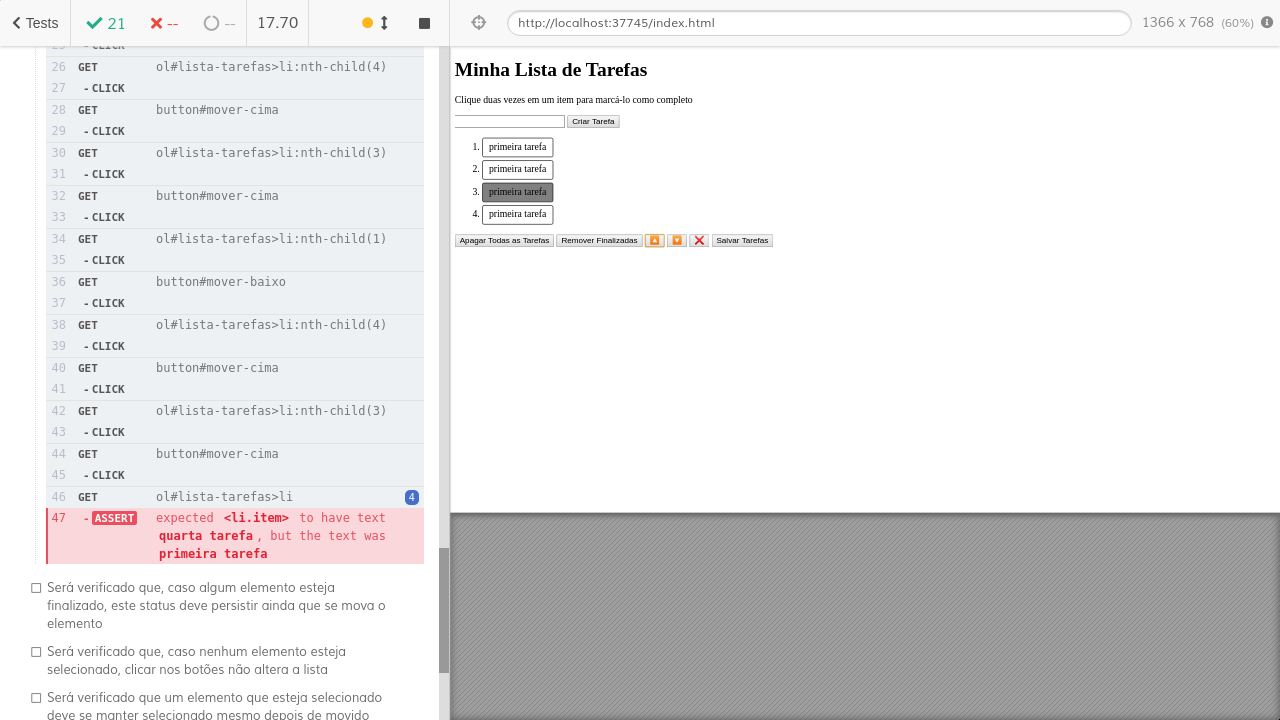 Tests
21
--
--
17.70
http://localhost:37745/index.html
1366 x 768 (60%)
25 - CLICK
26 GET ol#lista-tarefas>li:nth-child(4)
27 - CLICK
28 GET button#mover-cima
29 - CLICK
30 GET ol#lista-tarefas>li:nth-child(3)
31 - CLICK
32 GET button#mover-cima
33 - CLICK
34 GET ol#lista-tarefas>li:nth-child(1)
35 - CLICK
36 GET button#mover-baixo
37 - CLICK
38 GET ol#lista-tarefas>li:nth-child(4)
39 - CLICK
40 GET button#mover-cima
41 - CLICK
42 GET ol#lista-tarefas>li:nth-child(3)
43 - CLICK
44 GET button#mover-cima
45 - CLICK
46 GET ol#lista-tarefas>li 4
47 - ASSERT expected <li.item> to have text
quarta tarefa , but the text was
primeira tarefa
Será verificado que, caso algum elemento esteja
finalizado, este status deve persistir ainda que se mova o
elemento
Será verificado que, caso nenhum elemento esteja
selecionado, clicar nos botões não altera a lista
Será verificado que um elemento que esteja selecionado
deve se manter selecionado mesmo depois de movido
Minha Lista de Tarefas
Clique duas vezes em um item para marcá-lo como completo
Criar Tarefa
1. primeira tarefa
2. primeira tarefa
3. primeira tarefa
4. primeira tarefa
Apagar Todas as Tarefas Remover Finalizadas Salvar Tarefas